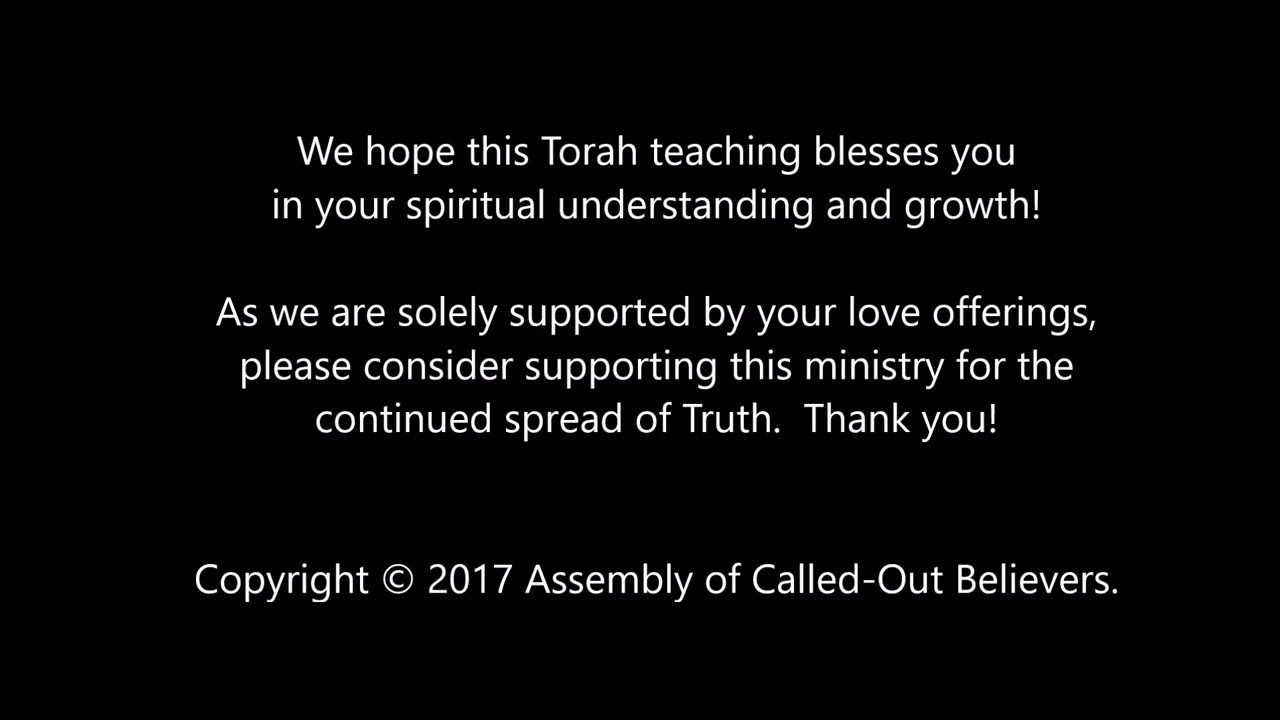 We hope this Torah teaching blesses you
in your spiritual understanding and growth!
As we are solely supported by your love offerings,
please consider supporting this ministry for the
continued spread of Truth.  Thank you!
Copyright © 2017 Assembly of Called-Out Believers.